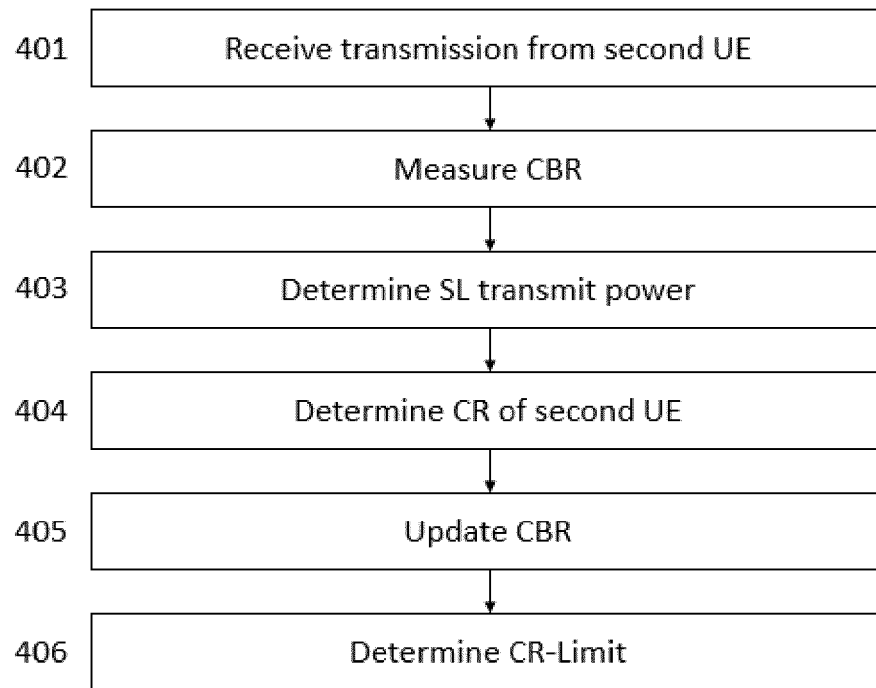 401 Receive transmission from second UE
402 Measure CBR
403 Determine SL transmit power
404 Determine CR of second UE
405 Update CBR
406 Determine CR-Limit